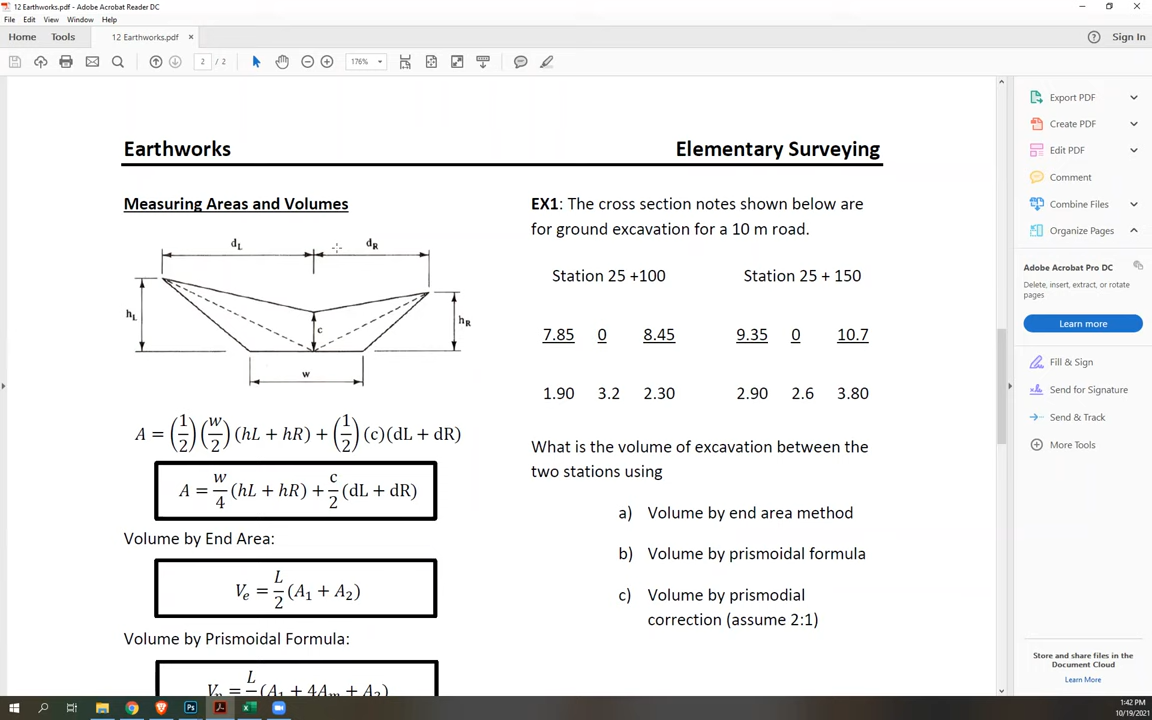 12 Earthworks.pdf - Adobe Acrobat Reader DC
File Edit View Window Help
Home Tools 12 Earthworks.pdf × Sign In
2 / 2 176%
Earthworks Elementary Surveying
Measuring Areas and Volumes
dL dR
hL c hR
w
A = (1/2)(w/2)(hL + hR) + (1/2)(c)(dL + dR)
A = w/4 (hL + hR) + c/2 (dL + dR)
Volume by End Area:
Ve = L/2 (A1 + A2)
Volume by Prismoidal Formula:
EX1: The cross section notes shown below are
for ground excavation for a 10 m road.
Station 25 +100 Station 25 + 150
7.85 0 8.45 9.35 0 10.7
1.90 3.2 2.30 2.90 2.6 3.80
What is the volume of excavation between the
two stations using
a) Volume by end area method
b) Volume by prismoidal formula
c) Volume by prismodial
correction (assume 2:1)
Export PDF
Create PDF
Edit PDF
Comment
Combine Files
Organize Pages
Adobe Acrobat Pro DC
Delete, insert, extract, or rotate
pages
Learn more
Fill & Sign
Send for Signature
Send & Track
More Tools
Store and share files in the
Document Cloud
Learn More
1:42 PM
10/19/2021